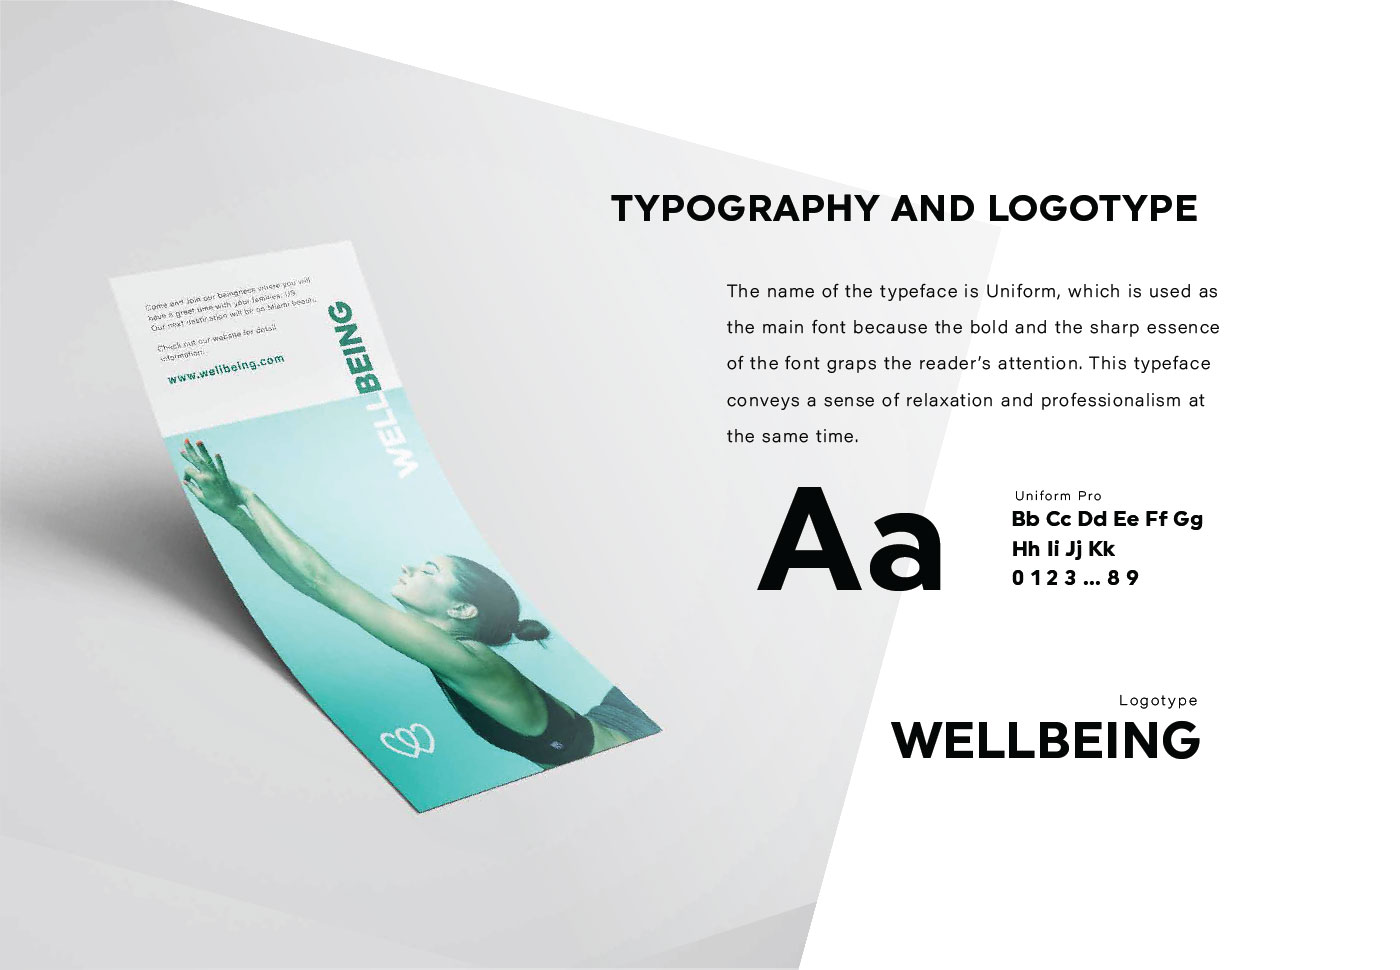 TYPOGRAPHY AND LOGOTYPE
The name of the typeface is Uniform, which is used as
the main font because the bold and the sharp essence
of the font graps the reader's attention. This typeface
conveys a sense of relaxation and professionalism at
the same time.
Aa
Uniform Pro
Bb Cc Dd Ee Ff Gg
Hh Ii Jj Kk
0 1 2 3 ... 8 9
Logotype
WELLBEING
Come and join our beingness where you will
have a great time with your families, US.
Our next destination will be on Miami beach.
Check out our website for detail
information.
www.wellbeing.com
WELLBEING